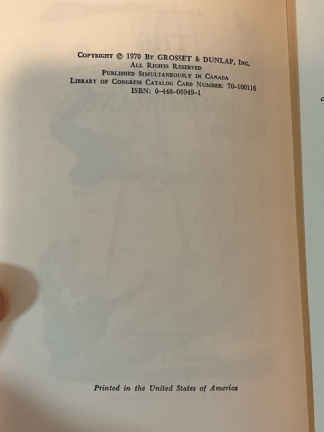 Copyright © 1970 By GROSSET & DUNLAP, Inc.
All Rights Reserved
Published Simultaneously in Canada
Library of Congress Catalog Card Number: 70-100116
ISBN: 0-448-08949-1
Printed in the United States of America